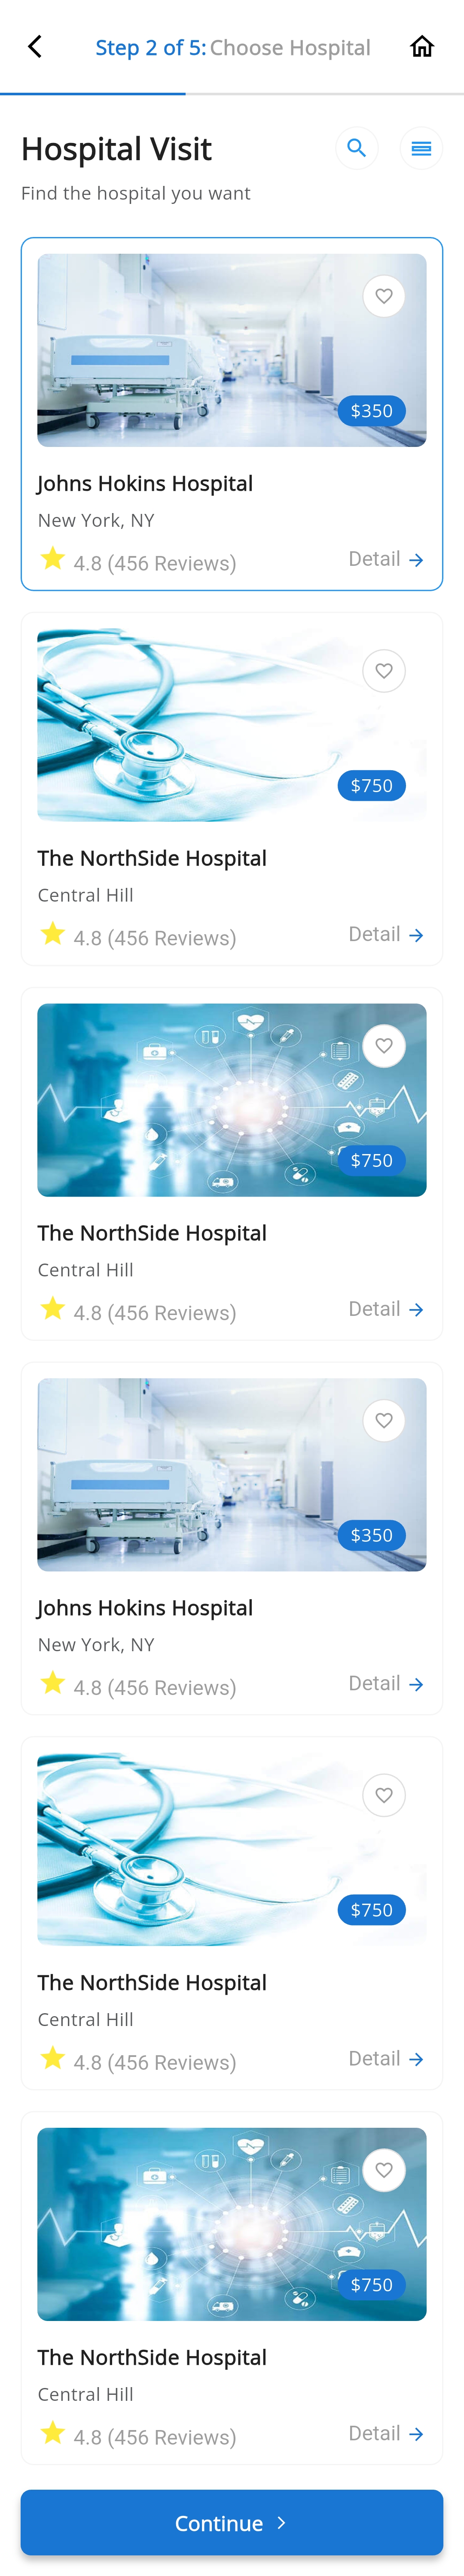 Step 2 of 5: Choose Hospital
Hospital Visit
Find the hospital you want
$350
Johns Hokins Hospital
New York, NY
4.8 (456 Reviews) Detail
$750
The NorthSide Hospital
Central Hill
4.8 (456 Reviews) Detail
$750
The NorthSide Hospital
Central Hill
4.8 (456 Reviews) Detail
$350
Johns Hokins Hospital
New York, NY
4.8 (456 Reviews) Detail
$750
The NorthSide Hospital
Central Hill
4.8 (456 Reviews) Detail
$750
The NorthSide Hospital
Central Hill
4.8 (456 Reviews) Detail
Continue